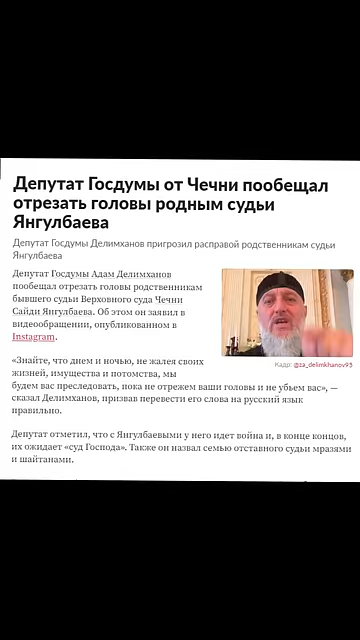 Депутат Госдумы от Чечни пообещал
отрезать головы родным судьи
Янгулбаева
Депутат Госдумы Делимханов пригрозил расправой родственникам судьи
Янгулбаева
Депутат Госдумы Адам Делимханов
пообещал отрезать головы родственникам
бывшего судьи Верховного суда Чечни
Сайди Янгулбаева. Об этом он заявил в
видеообращении, опубликованном в
Instagram.
Кадр: @za_delimkhanov95
«Знайте, что днем и ночью, не жалея своих
жизней, имущества и потомства, мы
будем вас преследовать, пока не отрежем ваши головы и не убьем вас», —
сказал Делимханов, призвав перевести его слова на русский язык
правильно.
Депутат отметил, что с Янгулбаевыми у него идет война и, в конце концов,
их ожидает «суд Господа». Также он назвал семью отставного судьи мразями
и шайтанами.